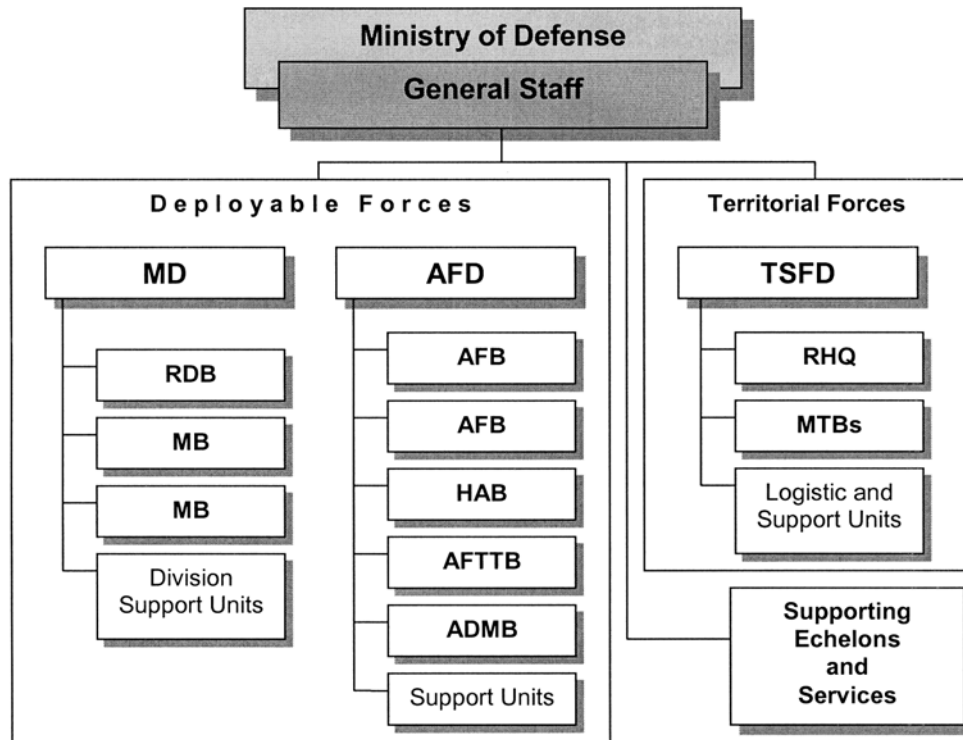 Ministry of Defense
General Staff
Deployable Forces
MD
RDB
MB
MB
Division
Support Units
AFD
AFB
AFB
HAB
AFTTB
ADMB
Support Units
Territorial Forces
TSFD
RHQ
MTBs
Logistic and
Support Units
Supporting
Echelons
and
Services